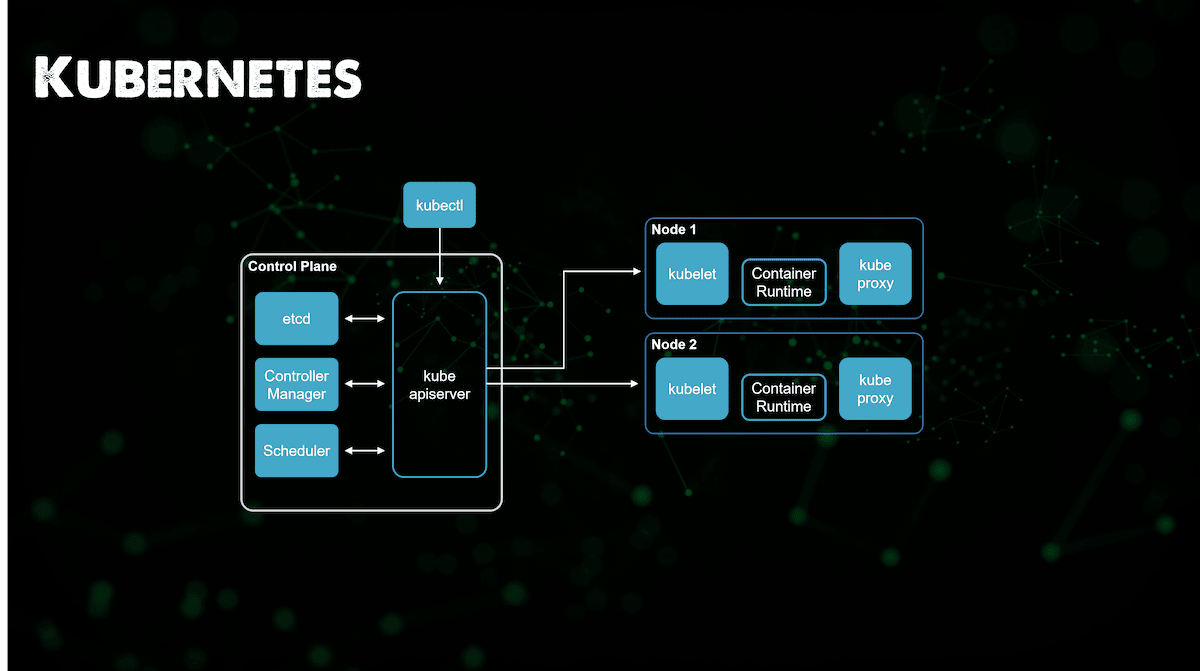 KUBERNETES
kubectl
Control Plane
etcd
Controller
Manager
Scheduler
kube
apiserver
Node 1
kubelet
Container
Runtime
kube
proxy
Node 2
kubelet
Container
Runtime
kube
proxy